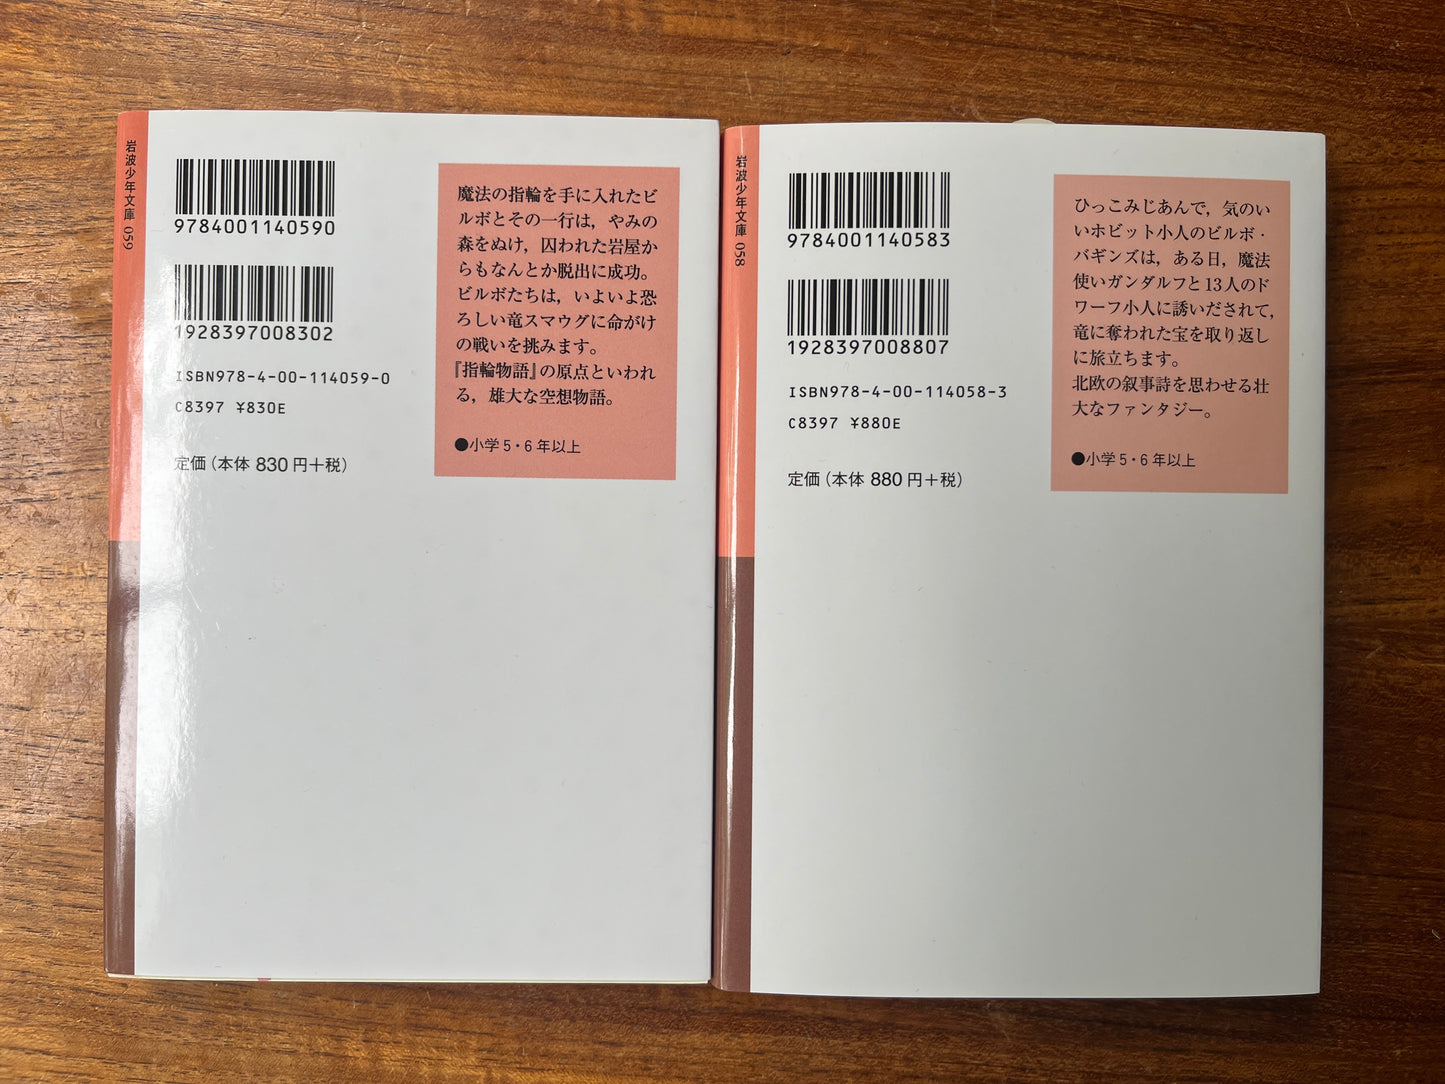 岩波少年文庫 059
9784001140590
1928397008302
ISBN978-4-00-114059-0
C8397 ¥830E
定価(本体 830 円+税)
魔法の指輪を手に入れたビ
ルボとその一行は，やみの
森をぬけ，囚われた岩屋か
らもなんとか脱出に成功。
ビルボたちは，いよいよ恐
ろしい竜スマウグに命がけ
の戦いを挑みます。
『指輪物語』の原点といわれ
る，雄大な空想物語。
●小学 5・6 年以上
岩波少年文庫 058
9784001140583
1928397008807
ISBN978-4-00-114058-3
C8397 ¥880E
定価(本体 880 円+税)
ひっこみじあんで，気のい
いホビット小人のビルボ・
バギンズは，ある日，魔法
使いガンダルフと13人のド
ワーフ小人に誘いだされて，
竜に奪われた宝を取り返し
に旅立ちます。
北欧の叙事詩を思わせる壮
大なファンタジー。
●小学 5・6 年以上